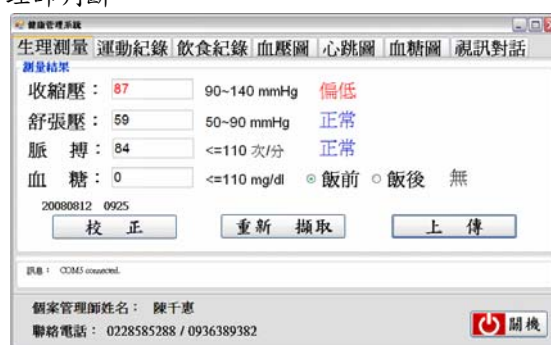 健康管理系統
生理測量 運動紀錄 飲食紀錄 血壓圖 心跳圖 血糖圖 視訊對話
測量結果
收縮壓： 87 90~140 mmHg 偏低
舒張壓： 59 50~90 mmHg 正常
脈 搏： 84 <=110 次/分 正常
血 糖： 0 <=110 mg/dl 飯前 飯後 無
20080812 0925
校 正 重新 擷取 上 傳
訊息： COM5 connected.
個案管理師姓名： 陳千惠
聯絡電話： 0228585288 / 0936389382
關機